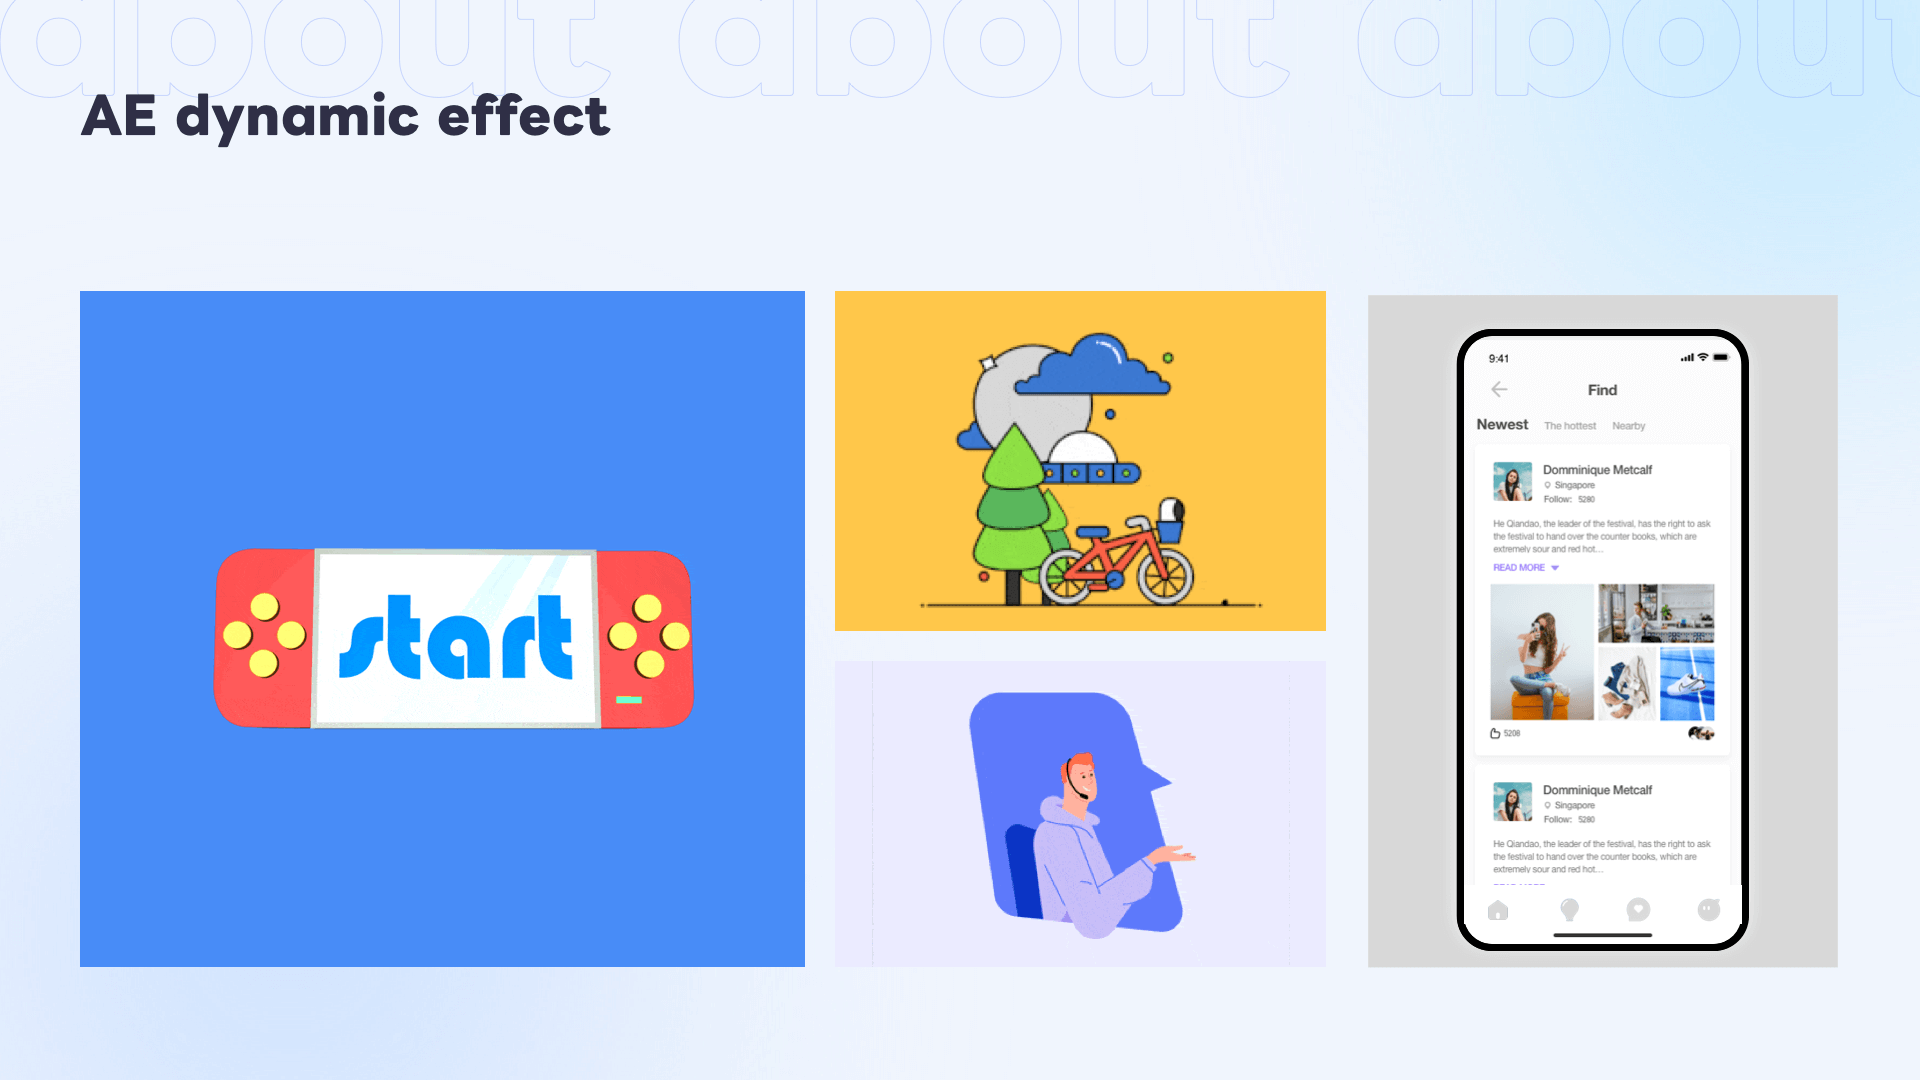 about about about
AE dynamic effect
start
9:41
Find
Newest The hottest Nearby
Domminique Metcalf
Singapore
Follow: 5280
He Qiandao, the leader of the festival, has the right to ask
the festival to hand over the counter books, which are
extremely sour and red hot...
READ MORE
5208
Domminique Metcalf
Singapore
Follow: 5280
He Qiandao, the leader of the festival, has the right to ask
the festival to hand over the counter books, which are
extremely sour and red hot...
READ MORE